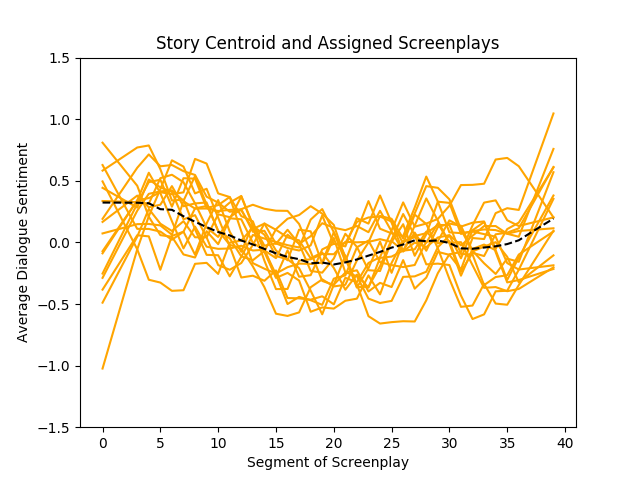 Story Centroid and Assigned Screenplays
Average Dialogue Sentiment
1.5
1.0
0.5
0.0
−0.5
−1.0
−1.5
0 5 10 15 20 25 30 35 40
Segment of Screenplay